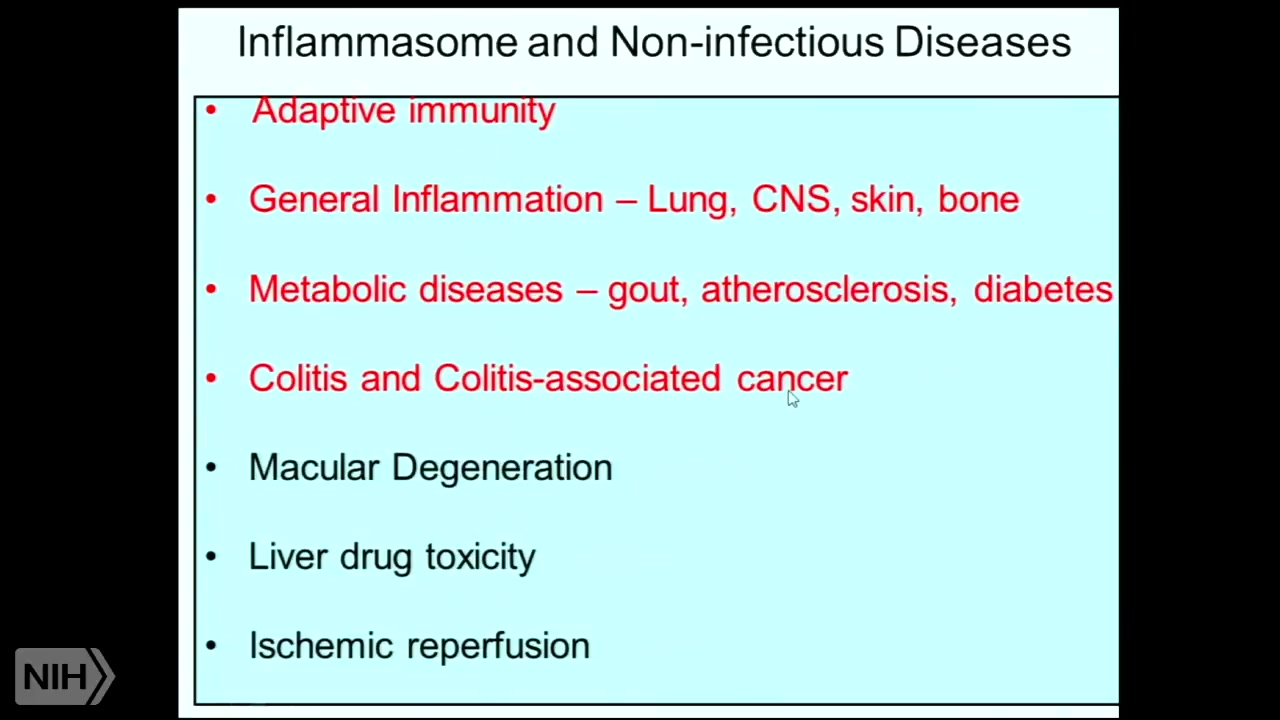 Inflammasome and Non-infectious Diseases
• Adaptive immunity
• General Inflammation – Lung, CNS, skin, bone
• Metabolic diseases – gout, atherosclerosis, diabetes
• Colitis and Colitis-associated cancer
• Macular Degeneration
• Liver drug toxicity
• Ischemic reperfusion
NIH